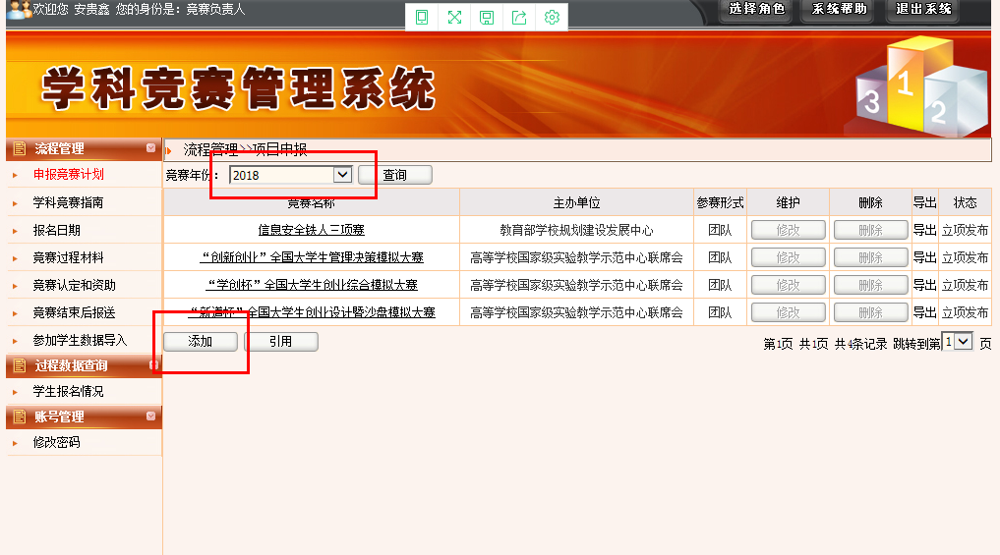 欢迎您 安贵鑫 您的身份是：竞赛负责人
选择角色 系统帮助 退出系统
学科竞赛管理系统
3 1 2
流程管理
申报竞赛计划
学科竞赛指南
报名日期
竞赛过程材料
竞赛认定和资助
竞赛结束后报送
参加学生数据导入
过程数据查询
学生报名情况
账号管理
修改密码
流程管理>>项目申报
竞赛年份： 2018 查询
竞赛名称 主办单位 参赛形式 维护 删除 导出 状态
信息安全铁人三项赛 教育部学校规划建设发展中心 团队 修改 删除 导出 立项发布
“创新创业”全国大学生管理决策模拟大赛 高等学校国家级实验教学示范中心联席会 团队 修改 删除 导出 立项发布
“学创杯”全国大学生创业综合模拟大赛 高等学校国家级实验教学示范中心联席会 团队 修改 删除 导出 立项发布
“新道杯”全国大学生创业设计暨沙盘模拟大赛 高等学校国家级实验教学示范中心联席会 团队 修改 删除 导出 立项发布
添加 引用 第1页 共1页 共4条记录 跳转到第 1 页